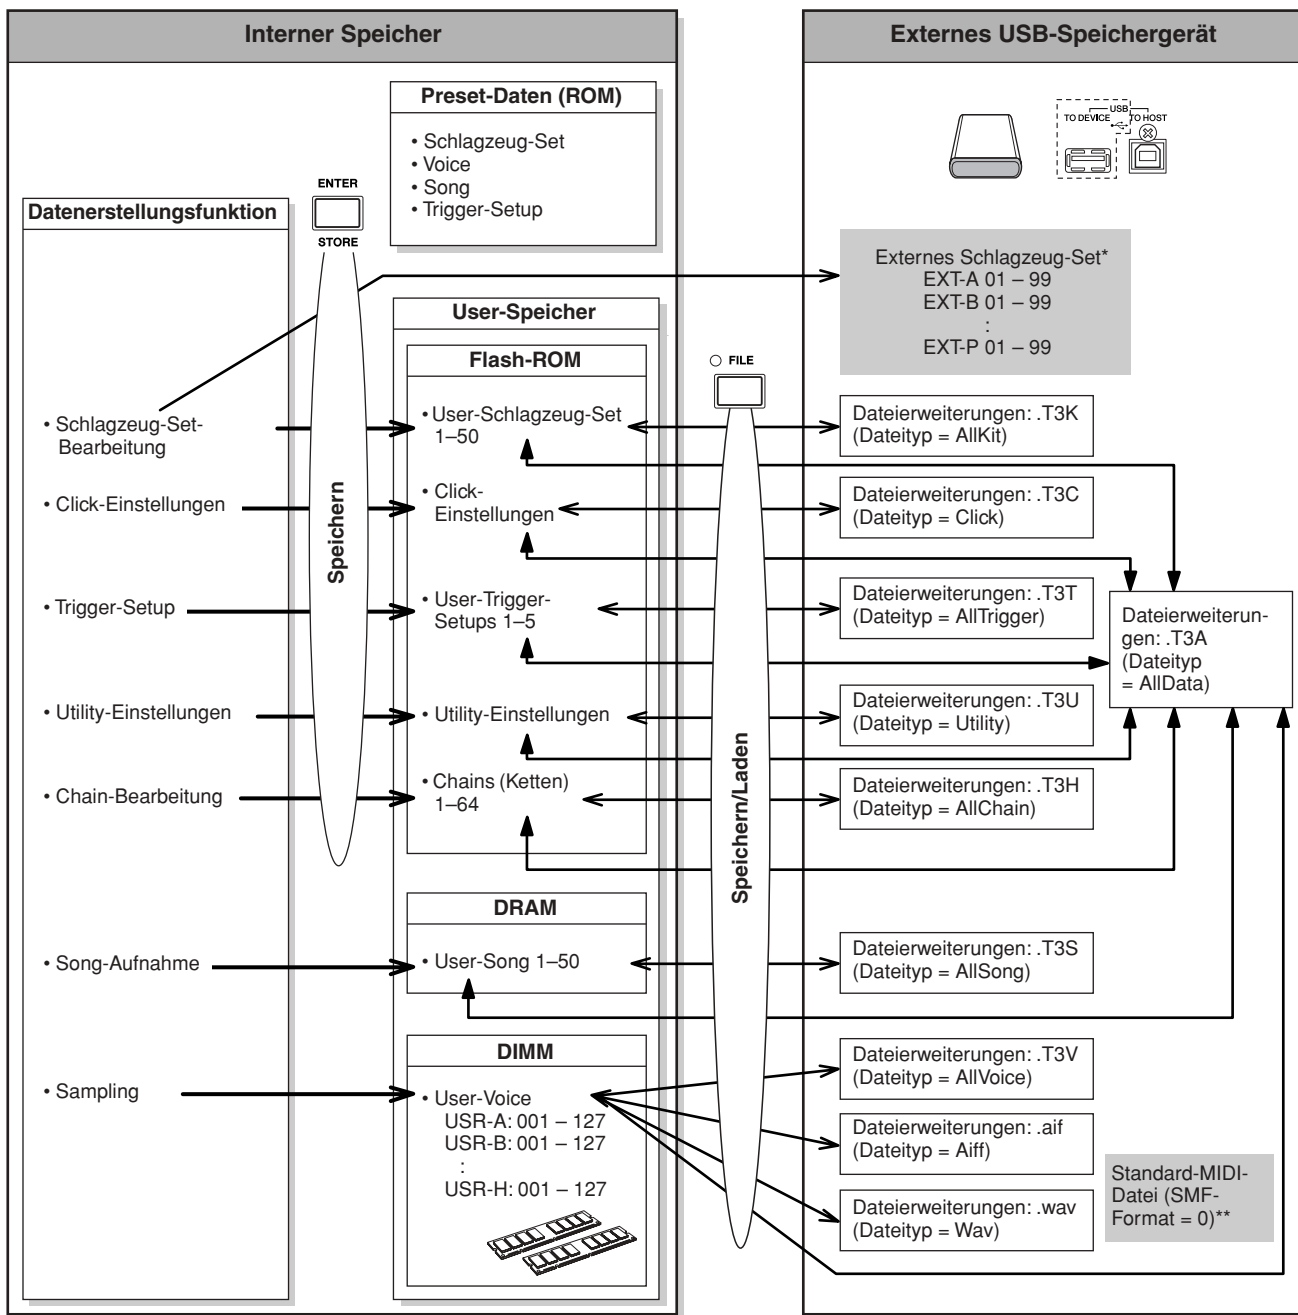 Interner Speicher
Externes USB-Speichergerät
Preset-Daten (ROM)
• Schlagzeug-Set
• Voice
• Song
• Trigger-Setup
USB
TO DEVICE
TO HOST
ENTER
STORE
Datenerstellungsfunktion
Externes Schlagzeug-Set*
EXT-A 01 – 99
EXT-B 01 – 99
:
EXT-P 01 – 99
User-Speicher
Flash-ROM
FILE
• Schlagzeug-Set-
Bearbeitung
• User-Schlagzeug-Set
1–50
Dateierweiterungen: .T3K
(Dateityp = AllKit)
• Click-Einstellungen
• Click-
Einstellungen
Dateierweiterungen: .T3C
(Dateityp = Click)
Speichern
• Trigger-Setup
• User-Trigger-
Setups 1–5
Dateierweiterungen: .T3T
(Dateityp = AllTrigger)
Dateierweiterun-
gen: .T3A
(Dateityp
= AllData)
• Utility-Einstellungen
• Utility-Einstellungen
Dateierweiterungen: .T3U
(Dateityp = Utility)
• Chain-Bearbeitung
• Chains (Ketten)
1–64
Dateierweiterungen: .T3H
(Dateityp = AllChain)
Speichern/Laden
DRAM
• Song-Aufnahme
• User-Song 1–50
Dateierweiterungen: .T3S
(Dateityp = AllSong)
DIMM
• Sampling
• User-Voice
USR-A: 001 – 127
USR-B: 001 – 127
:
USR-H: 001 – 127
Dateierweiterungen: .T3V
(Dateityp = AllVoice)
Dateierweiterungen: .aif
(Dateityp = Aiff)
Dateierweiterungen: .wav
(Dateityp = Wav)
Standard-MIDI-
Datei (SMF-
Format = 0)**